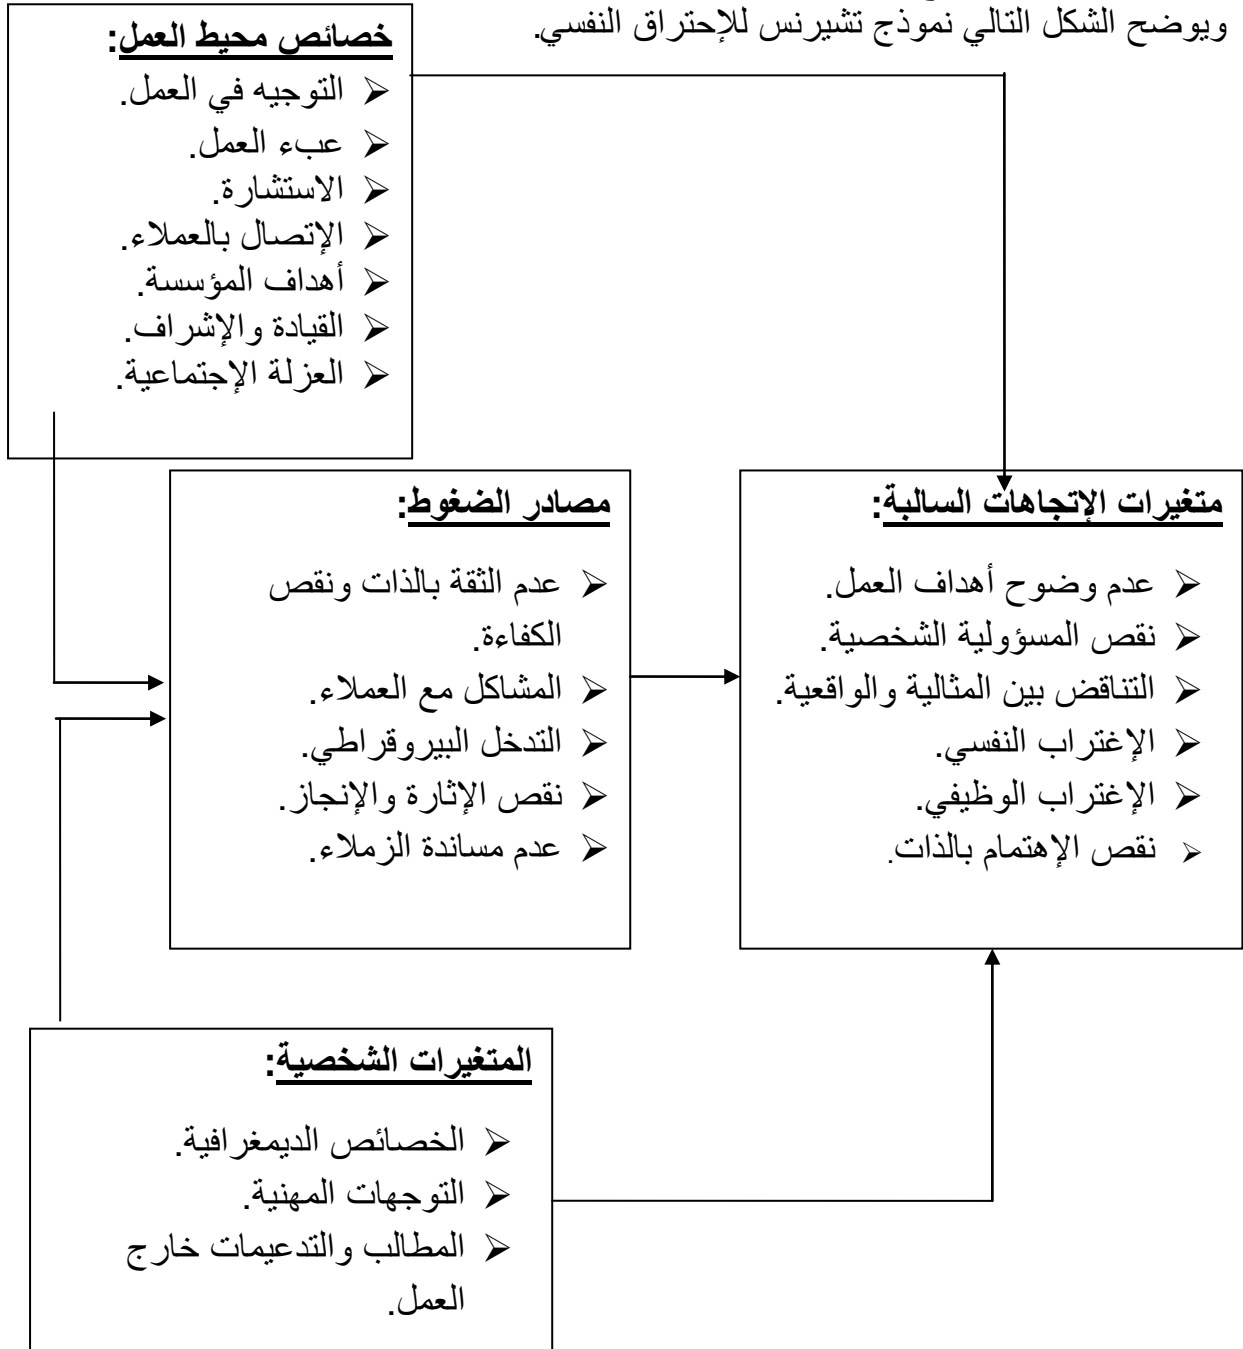 ويوضح الشكل التالي نموذج تشيرنس للإحتراق النفسي.
خصائص محيط العمل:
⮚ التوجيه في العمل.
⮚ عبء العمل.
⮚ الاستشارة.
⮚ الإتصال بالعملاء.
⮚ أهداف المؤسسة.
⮚ القيادة والإشراف.
⮚ العزلة الإجتماعية.
متغيرات الإتجاهات السالبة:
⮚ عدم وضوح أهداف العمل.
⮚ نقص المسؤولية الشخصية.
⮚ التناقض بين المثالية والواقعية.
⮚ الإغتراب النفسي.
⮚ الإغتراب الوظيفي.
⮚ نقص الإهتمام بالذات.
مصادر الضغوط:
⮚ عدم الثقة بالذات ونقص
الكفاءة.
⮚ المشاكل مع العملاء.
⮚ التدخل البيروقراطي.
⮚ نقص الإثارة والإنجاز.
⮚ عدم مساندة الزملاء.
المتغيرات الشخصية:
⮚ الخصائص الديمغرافية.
⮚ التوجهات المهنية.
⮚ المطالب والتدعيمات خارج
العمل.